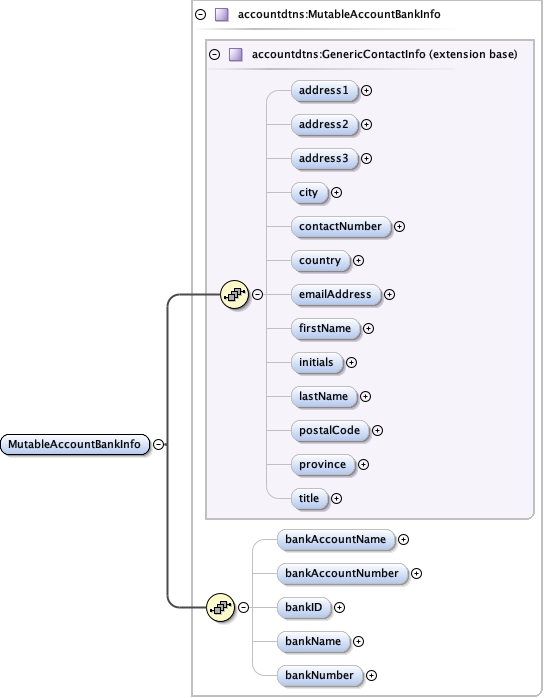 accountdtns:MutableAccountBankInfo
accountdtns:GenericContactInfo (extension base)
address1
address2
address3
city
contactNumber
country
emailAddress
firstName
initials
lastName
postalCode
province
title
MutableAccountBankInfo
bankAccountName
bankAccountNumber
bankID
bankName
bankNumber